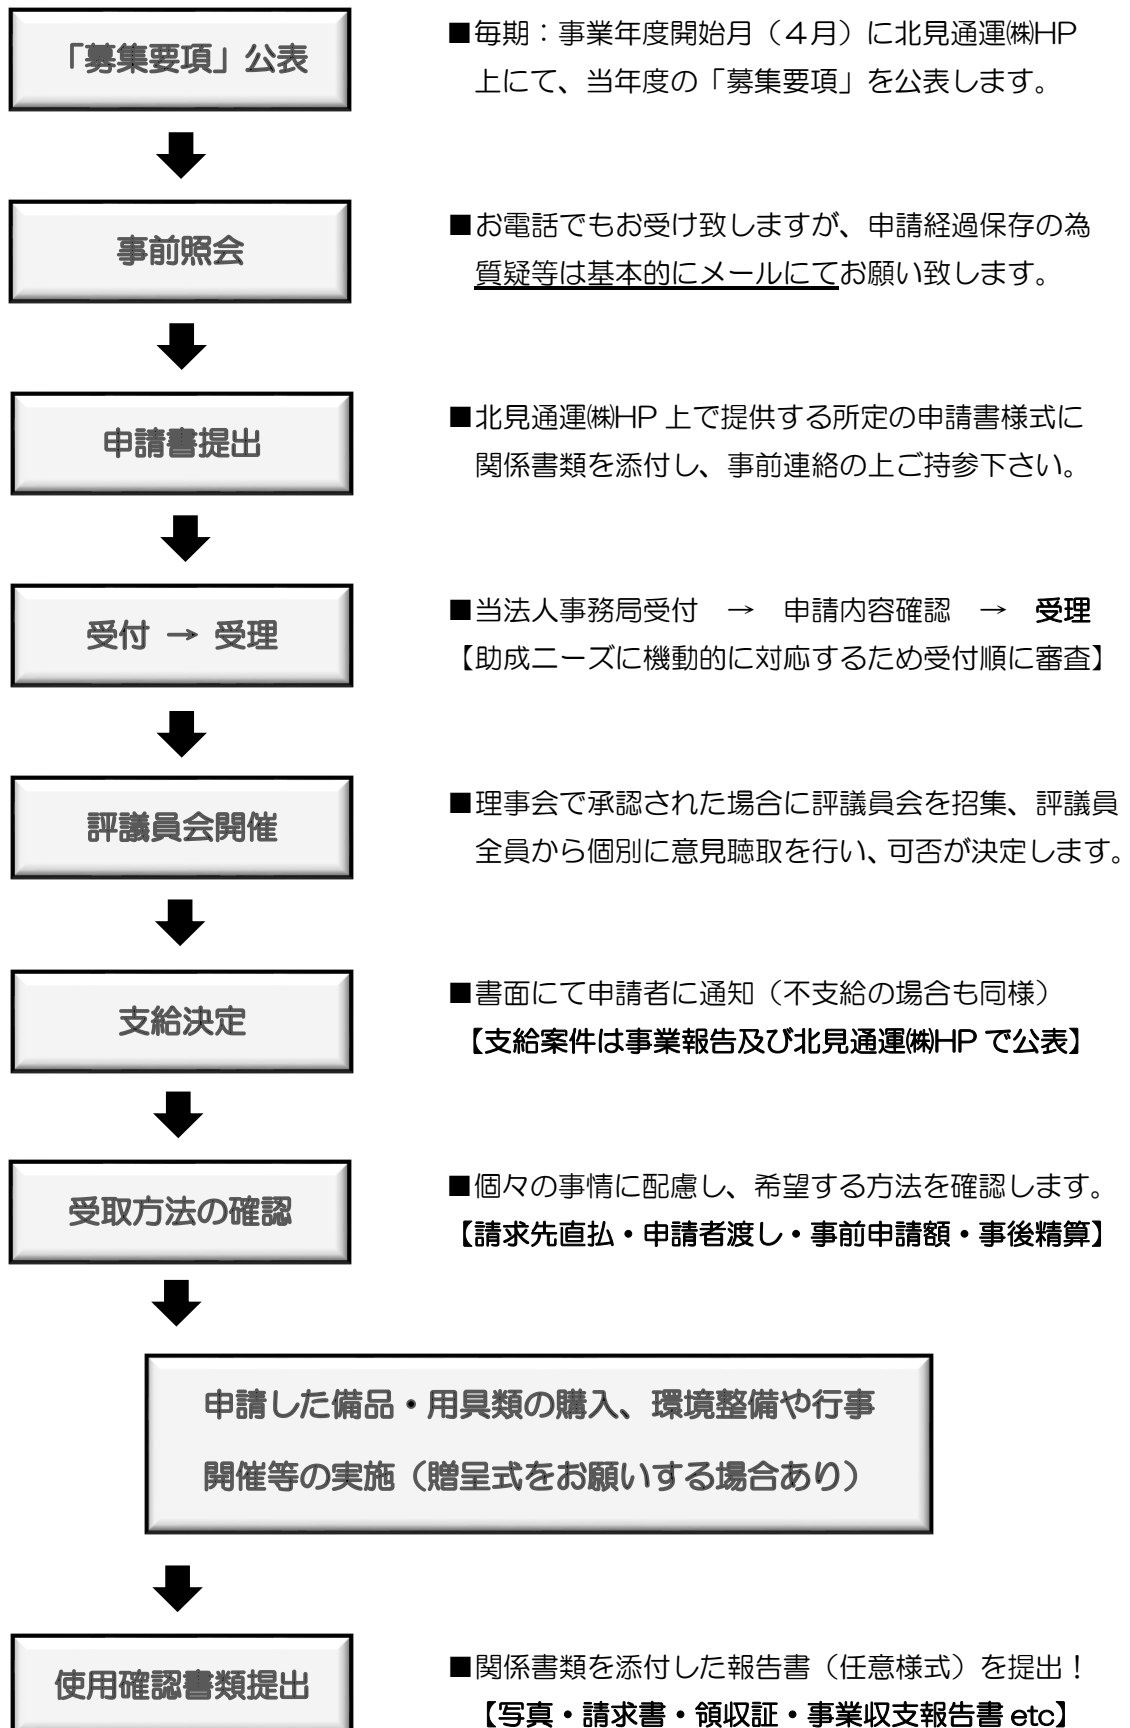 「募集要項」公表
■毎期：事業年度開始月（４月）に北見通運㈱HP
上にて、当年度の「募集要項」を公表します。
事前照会
■お電話でもお受け致しますが、申請経過保存の為
質疑等は基本的にメールにてお願い致します。
申請書提出
■北見通運㈱HP 上で提供する所定の申請書様式に
関係書類を添付し、事前連絡の上ご持参下さい。
受付 → 受理
■当法人事務局受付　→　申請内容確認　→　受理
【助成ニーズに機動的に対応するため受付順に審査】
評議員会開催
■理事会で承認された場合に評議員会を招集、評議員
全員から個別に意見聴取を行い、可否が決定します。
支給決定
■書面にて申請者に通知（不支給の場合も同様）
【支給案件は事業報告及び北見通運㈱HP で公表】
受取方法の確認
■個々の事情に配慮し、希望する方法を確認します。
【請求先直払・申請者渡し・事前申請額・事後精算】
申請した備品・用具類の購入、環境整備や行事
開催等の実施（贈呈式をお願いする場合あり）
使用確認書類提出
■関係書類を添付した報告書（任意様式）を提出！
【写真・請求書・領収証・事業収支報告書 etc】